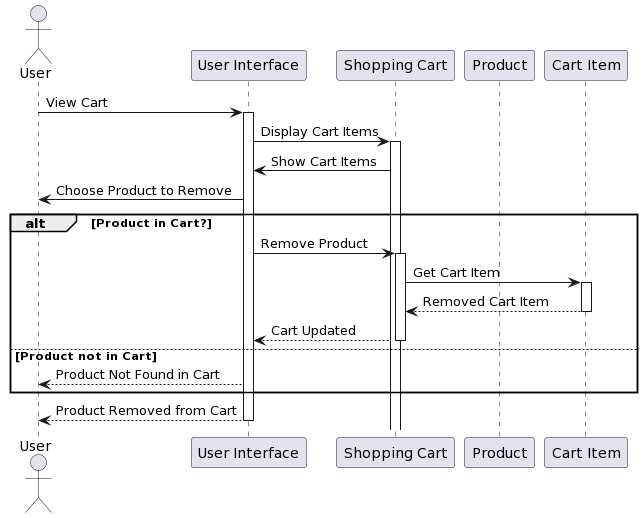 User
User Interface
Shopping Cart
Product
Cart Item
View Cart
Display Cart Items
Show Cart Items
Choose Product to Remove
alt
[Product in Cart?]
Remove Product
Get Cart Item
Removed Cart Item
Cart Updated
[Product not in Cart]
Product Not Found in Cart
Product Removed from Cart
User
User Interface
Shopping Cart
Product
Cart Item